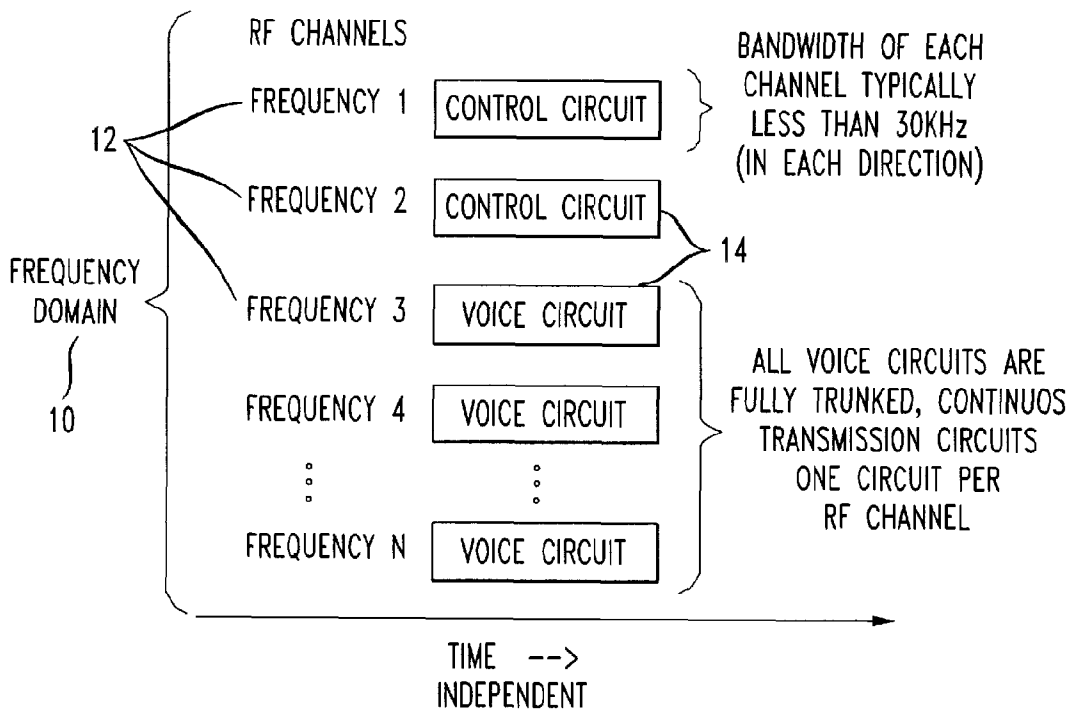 RF CHANNELS
FREQUENCY 1
CONTROL CIRCUIT
BANDWIDTH OF EACH
CHANNEL TYPICALLY
LESS THAN 30KHz
(IN EACH DIRECTION)
12
FREQUENCY 2
CONTROL CIRCUIT
14
FREQUENCY
DOMAIN
10
FREQUENCY 3
VOICE CIRCUIT
FREQUENCY 4
VOICE CIRCUIT
ALL VOICE CIRCUITS ARE
FULLY TRUNKED, CONTINUOS
TRANSMISSION CIRCUITS
ONE CIRCUIT PER
RF CHANNEL
FREQUENCY N
VOICE CIRCUIT
TIME -->
INDEPENDENT